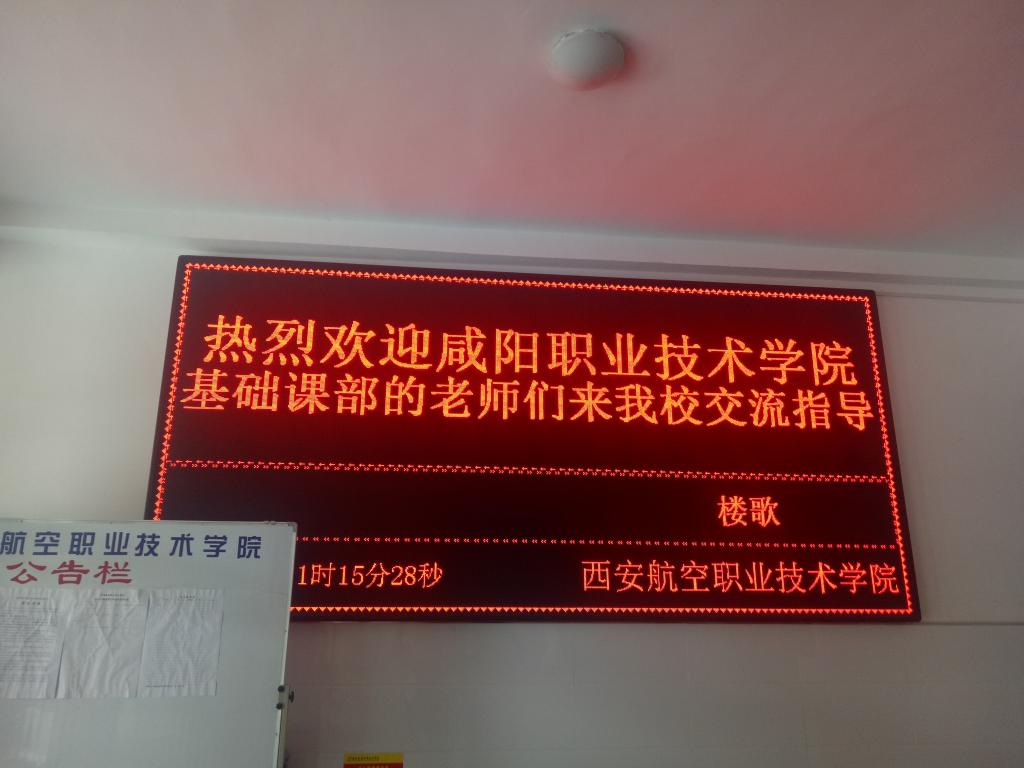 热烈欢迎咸阳职业技术学院
基础课部的老师们来我校交流指导
楼歌
1时15分28秒
西安航空职业技术学院
航空职业技术学院
公告栏